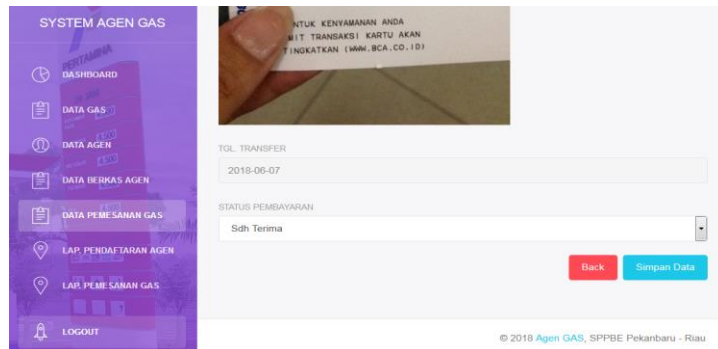 SYSTEM AGEN GAS
PERTAMINA
DASHBOARD
DATA GAS
DATA AGEN
DATA BERKAS AGEN
DATA PEMESANAN GAS
LAP. PENDAFTARAN AGEN
LAP. PEMESANAN GAS
LOGOUT
NTUK KENYAMANAN ANDA
MIT TRANSAKSI KARTU AKAN
TINGKATKAN (WWW.BCA.CO.ID)
TGL. TRANSFER
2018-06-07
STATUS PEMBAYARAN
Sdh Terima
Back
Simpan Data
© 2018 Agen GAS, SPPBE Pekanbaru - Riau